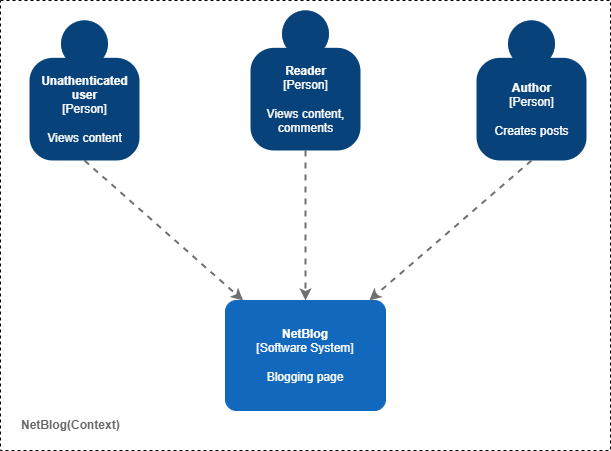 Unathenticated
user
[Person]
Views content
Reader
[Person]
Views content,
comments
Author
[Person]
Creates posts
NetBlog
[Software System]
Blogging page
NetBlog(Context)